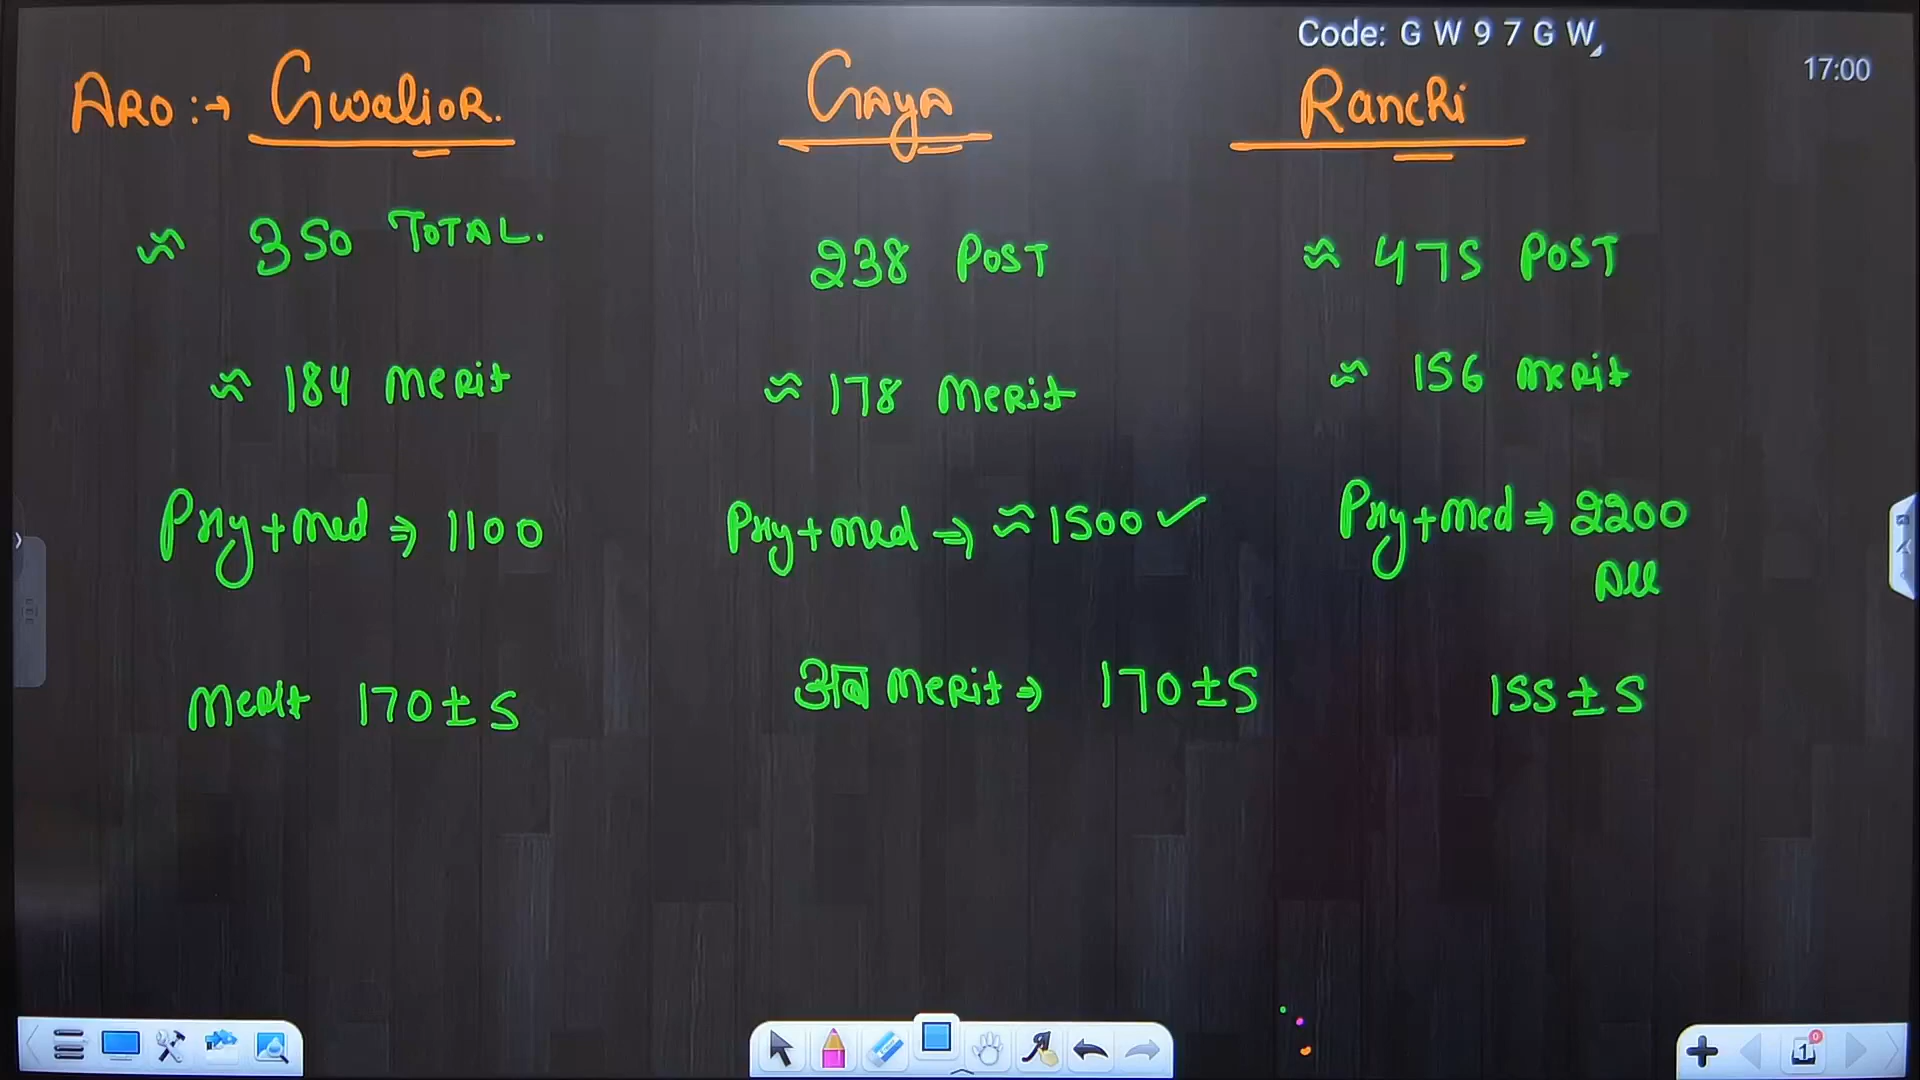 Code: G W 9 7 G W
17:00
ARO :→ Gwalior. Gaya Ranchi
≈ 350 TOTAL. 238 POST ≈ 475 POST
≈ 184 Merit ≈ 178 Merit ≈ 156 Merit
Phy+Med ⇒ 1100 Phy+Med ⇒ ≈1500 ✓ Phy+Med ⇒ 2200
All
Merit 170±5 अब Merit ⇒ 170±5 155±5
1
0